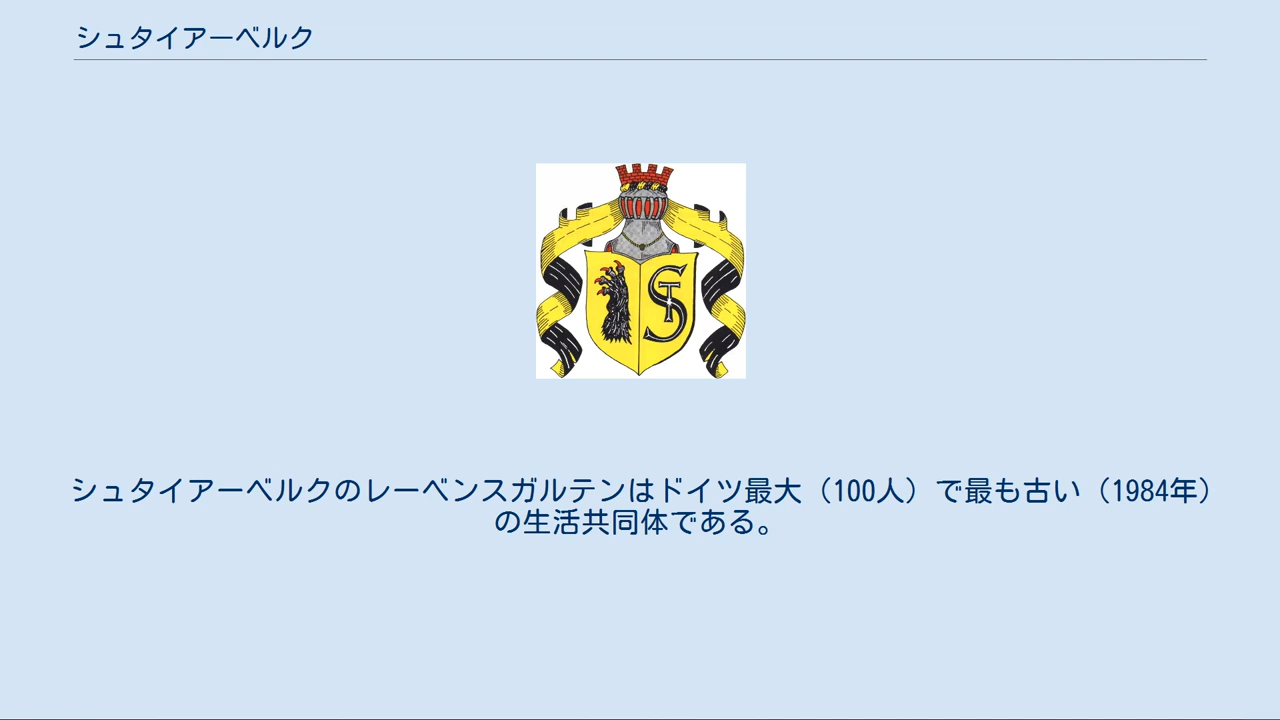 シュタイアーベルク
シュタイアーベルクのレーベンスガルテンはドイツ最大（100人）で最も古い（1984年）
の生活共同体である。